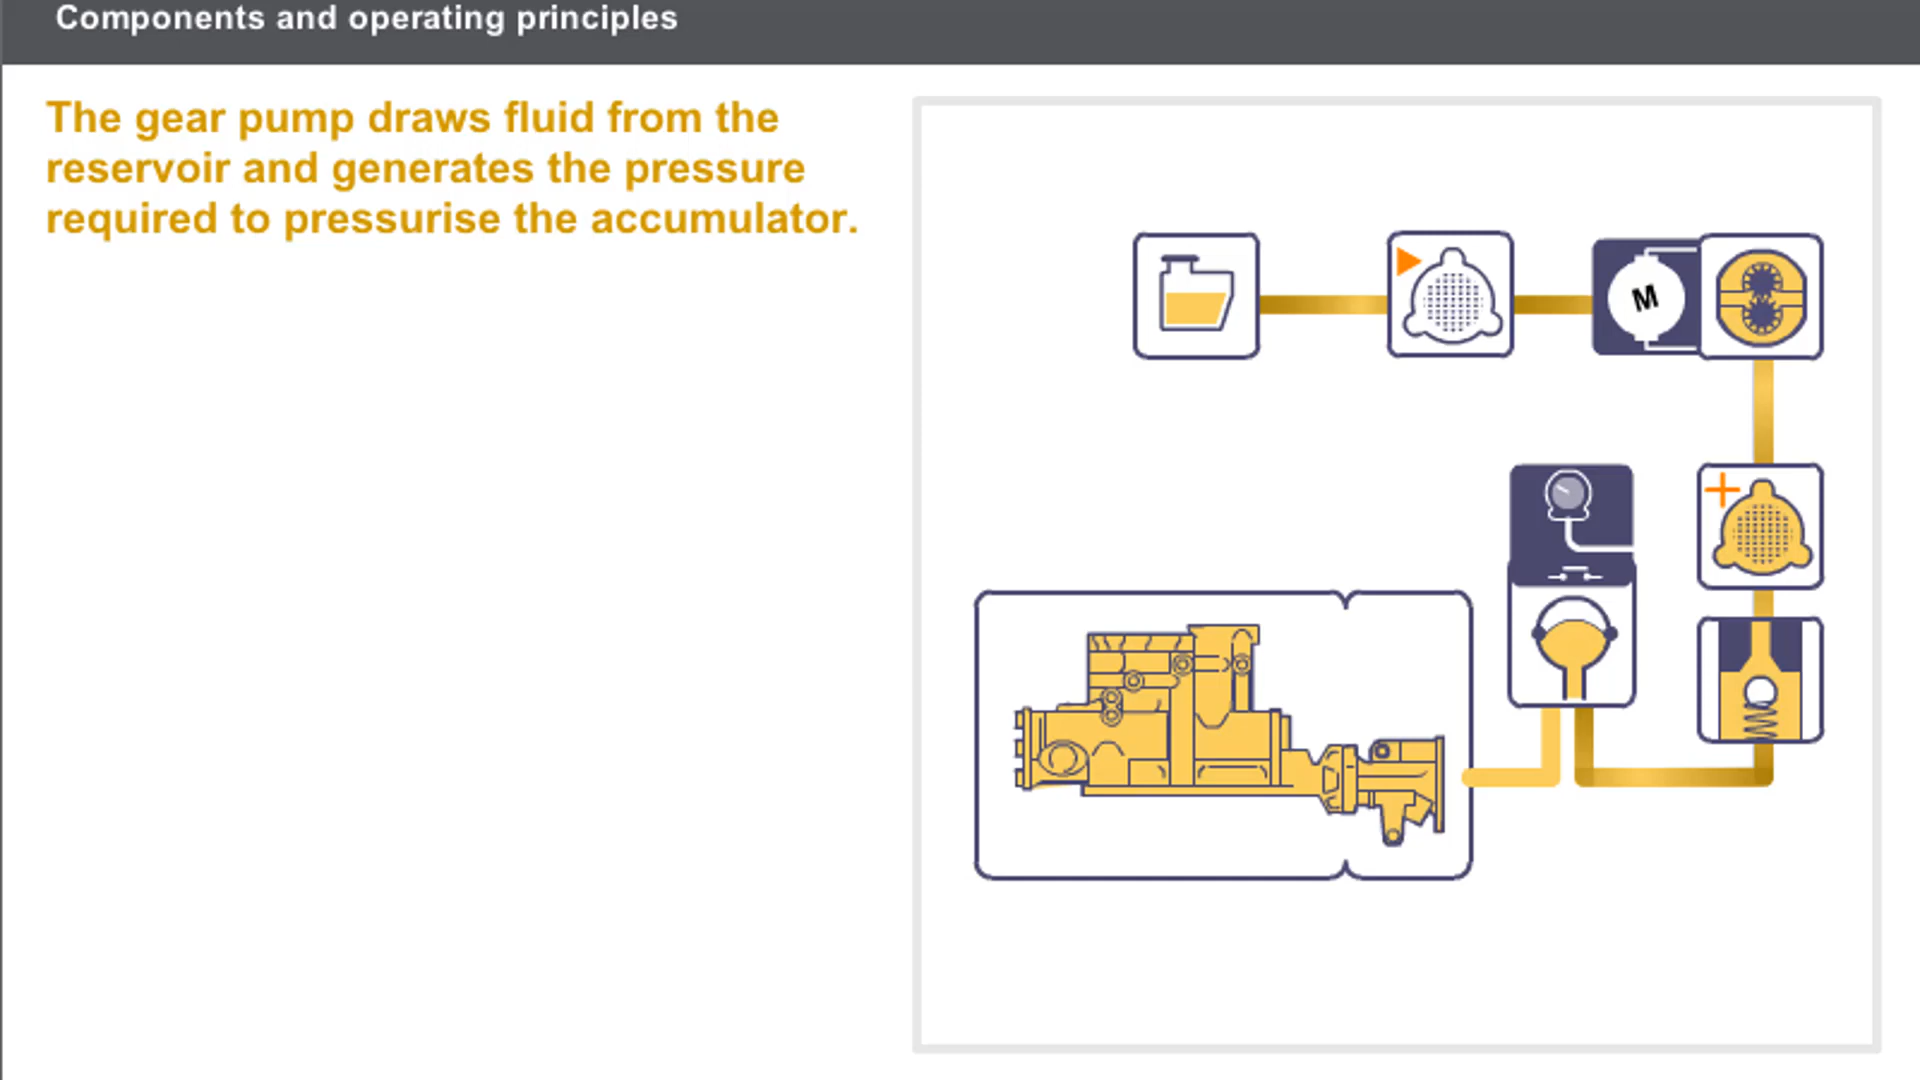 Components and operating principles
The gear pump draws fluid from the
reservoir and generates the pressure
required to pressurise the accumulator.
M